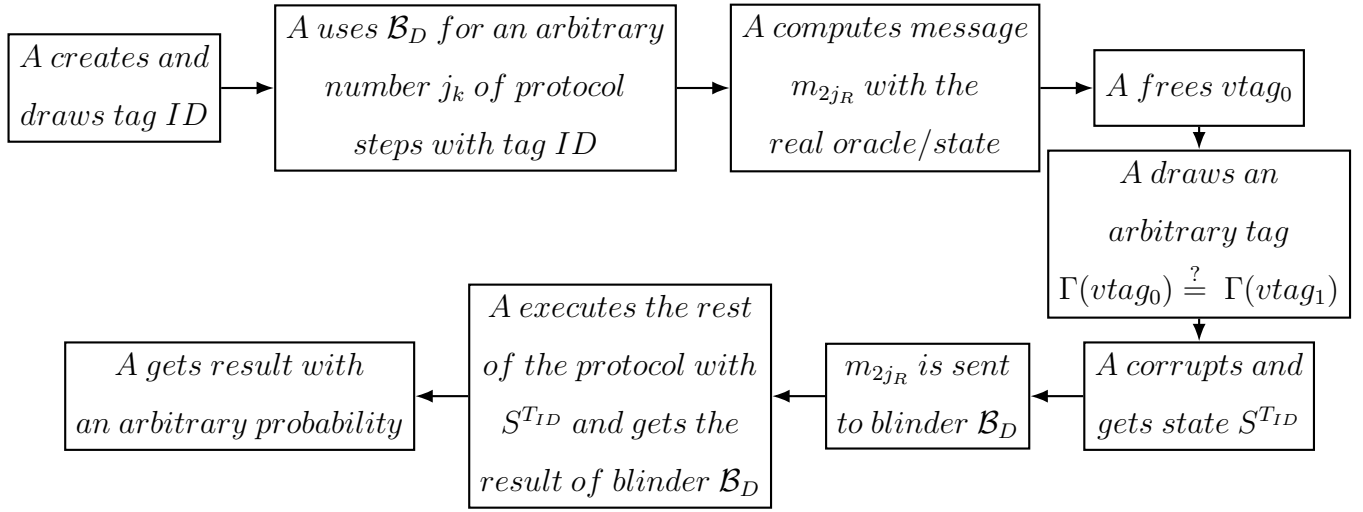 A creates and
draws tag ID
A uses 𝓑_D for an arbitrary
number j_k of protocol
steps with tag ID
A computes message
m_{2j_R} with the
real oracle/state
A frees vtag_0
A draws an
arbitrary tag
Γ(vtag_0) ≟ Γ(vtag_1)
A corrupts and
gets state S^{T_{ID}}
m_{2j_R} is sent
to blinder 𝓑_D
A executes the rest
of the protocol with
S^{T_{ID}} and gets the
result of blinder 𝓑_D
A gets result with
an arbitrary probability